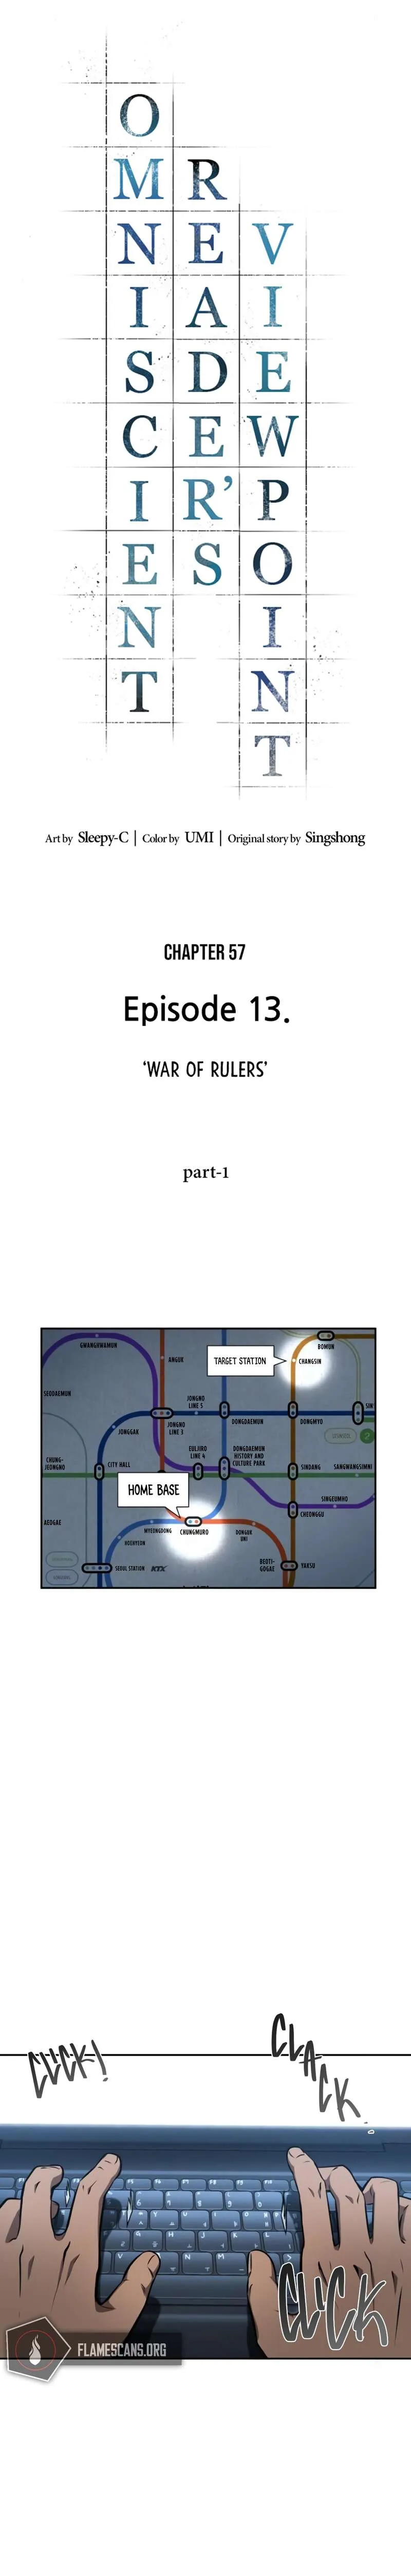 OMNISCIENT
READER'S
VIEWPOINT
Art by Sleepy-C | Color by UMI | Original story by Singshong
CHAPTER 57
Episode 13.
‘WAR OF RULERS’
part-1
GWANGHWAMUN
ANGUK
TARGET STATION
BOMUN
CHANGSIN
SEODAEMUN
JONGNO
LINE 5
SIN
JONGGAK
JONGNO
LINE 3
DONGDAEMUN
DONGMYO
2
CHUNG-
JEONGNO
CITY HALL
EULJIRO
LINE 4
DONGDAEMUN
HISTORY AND
CULTURE PARK
SINDANG
SANGWANGSIMNI
HOME BASE
SINGEUMHO
CHEONGGU
AEOGAE
MYEONGDONG
CHUNGMURO
DONGUK
UNI
HOEHYEON
SEOUL STATION
KTX
BEOTI-
GOGAE
YAKSU
CLICK!
CLACK
CLICK
FLAMESCANS.ORG